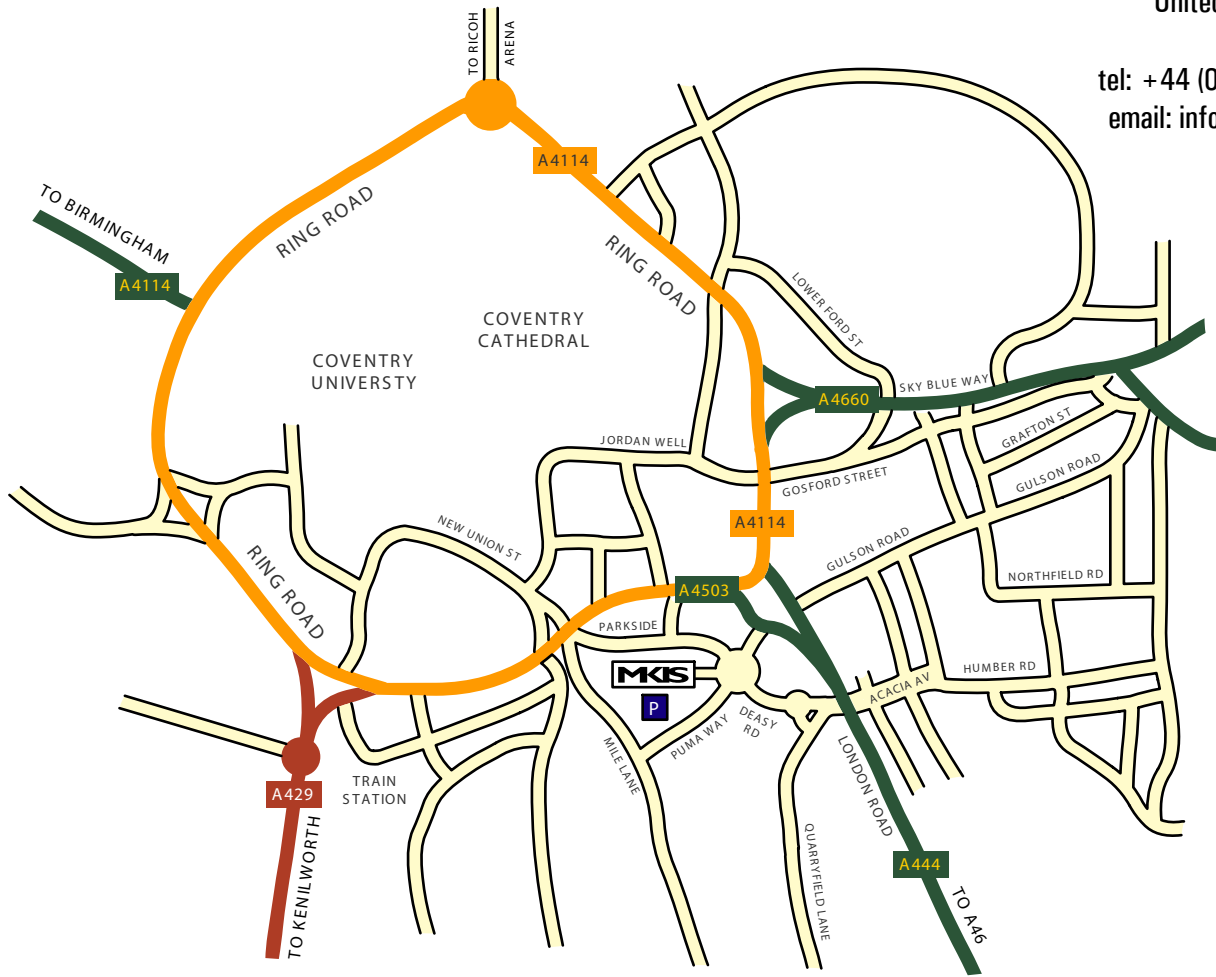 United
tel: +44 (0
email: info
TO RICOH
ARENA
A4114
TO BIRMINGHAM
A4114
RING ROAD
RING ROAD
COVENTRY
CATHEDRAL
COVENTRY
UNIVERSTY
LOWER FORD ST
A4660
SKY BLUE WAY
GRAFTON ST
JORDAN WELL
GOSFORD STREET
GULSON ROAD
A4114
NEW UNION ST
GULSON ROAD
RING ROAD
A4503
NORTHFIELD RD
PARKSIDE
MKIS
P
HUMBER RD
ACACIA AV
DEASY
RD
PUMA WAY
MILE LANE
LONDON ROAD
TRAIN
STATION
A429
TO KENILWORTH
QUARRYFIELD LANE
A444
TO A46